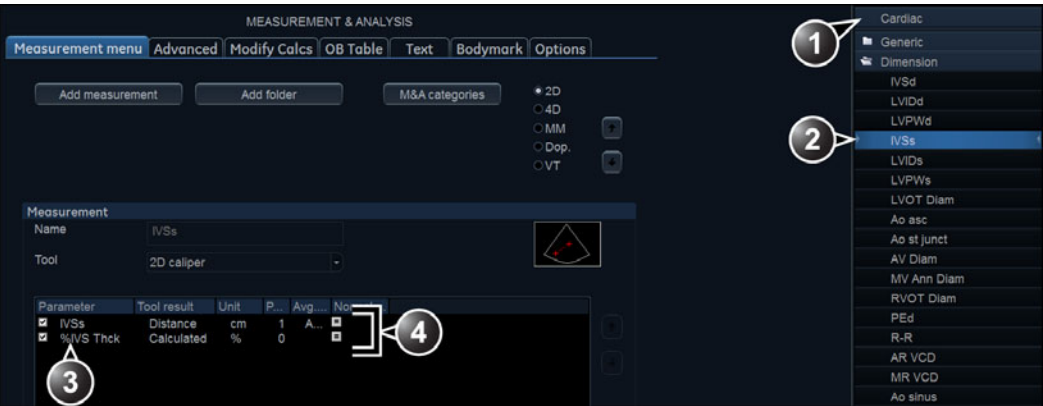 MEASUREMENT & ANALYSIS
Measurement menu Advanced Modify Calcs OB Table Text Bodymark Options
Add measurement Add folder M&A categories
2D
4D
MM
Dop.
VT
Measurement
Name IVSs
Tool 2D caliper
Parameter Tool result Unit P... Avg....
IVSs Distance cm 1 A...
%IVS Thck Calculated % 0
3
4
1
2
Cardiac
Generic
Dimension
IVSd
LVIDd
LVPWd
IVSs
LVIDs
LVPWs
LVOT Diam
Ao asc
Ao st junct
AV Diam
MV Ann Diam
RVOT Diam
PEd
R-R
AR VCD
MR VCD
Ao sinus